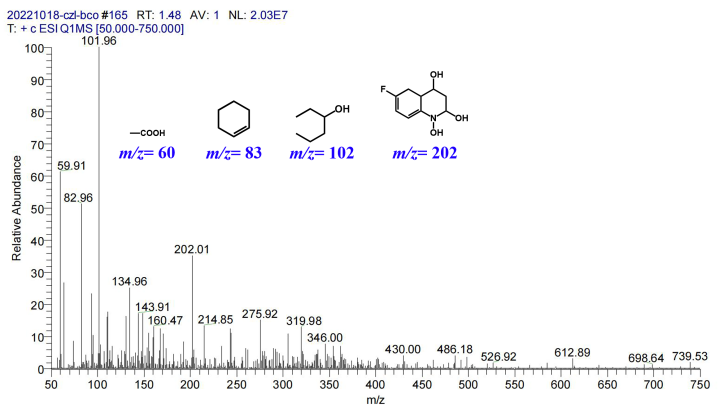 20221018-czl-bco #165 RT: 1.48 AV: 1 NL: 2.03E7
T: + c ESI Q1MS [50.000-750.000]
101.96
100
90
80
70
60
50
40
30
20
10
0
Relative Abundance
OH
F
OH
N
OH
COOH
OH
m/z= 60
m/z= 83
m/z= 102
m/z= 202
59.91
82.96
202.01
134.96
143.91
160.47
214.85
275.92
319.98
346.00
430.00
486.18
526.92
612.89
698.64
739.53
50 100 150 200 250 300 350 400 450 500 550 600 650 700 750
m/z